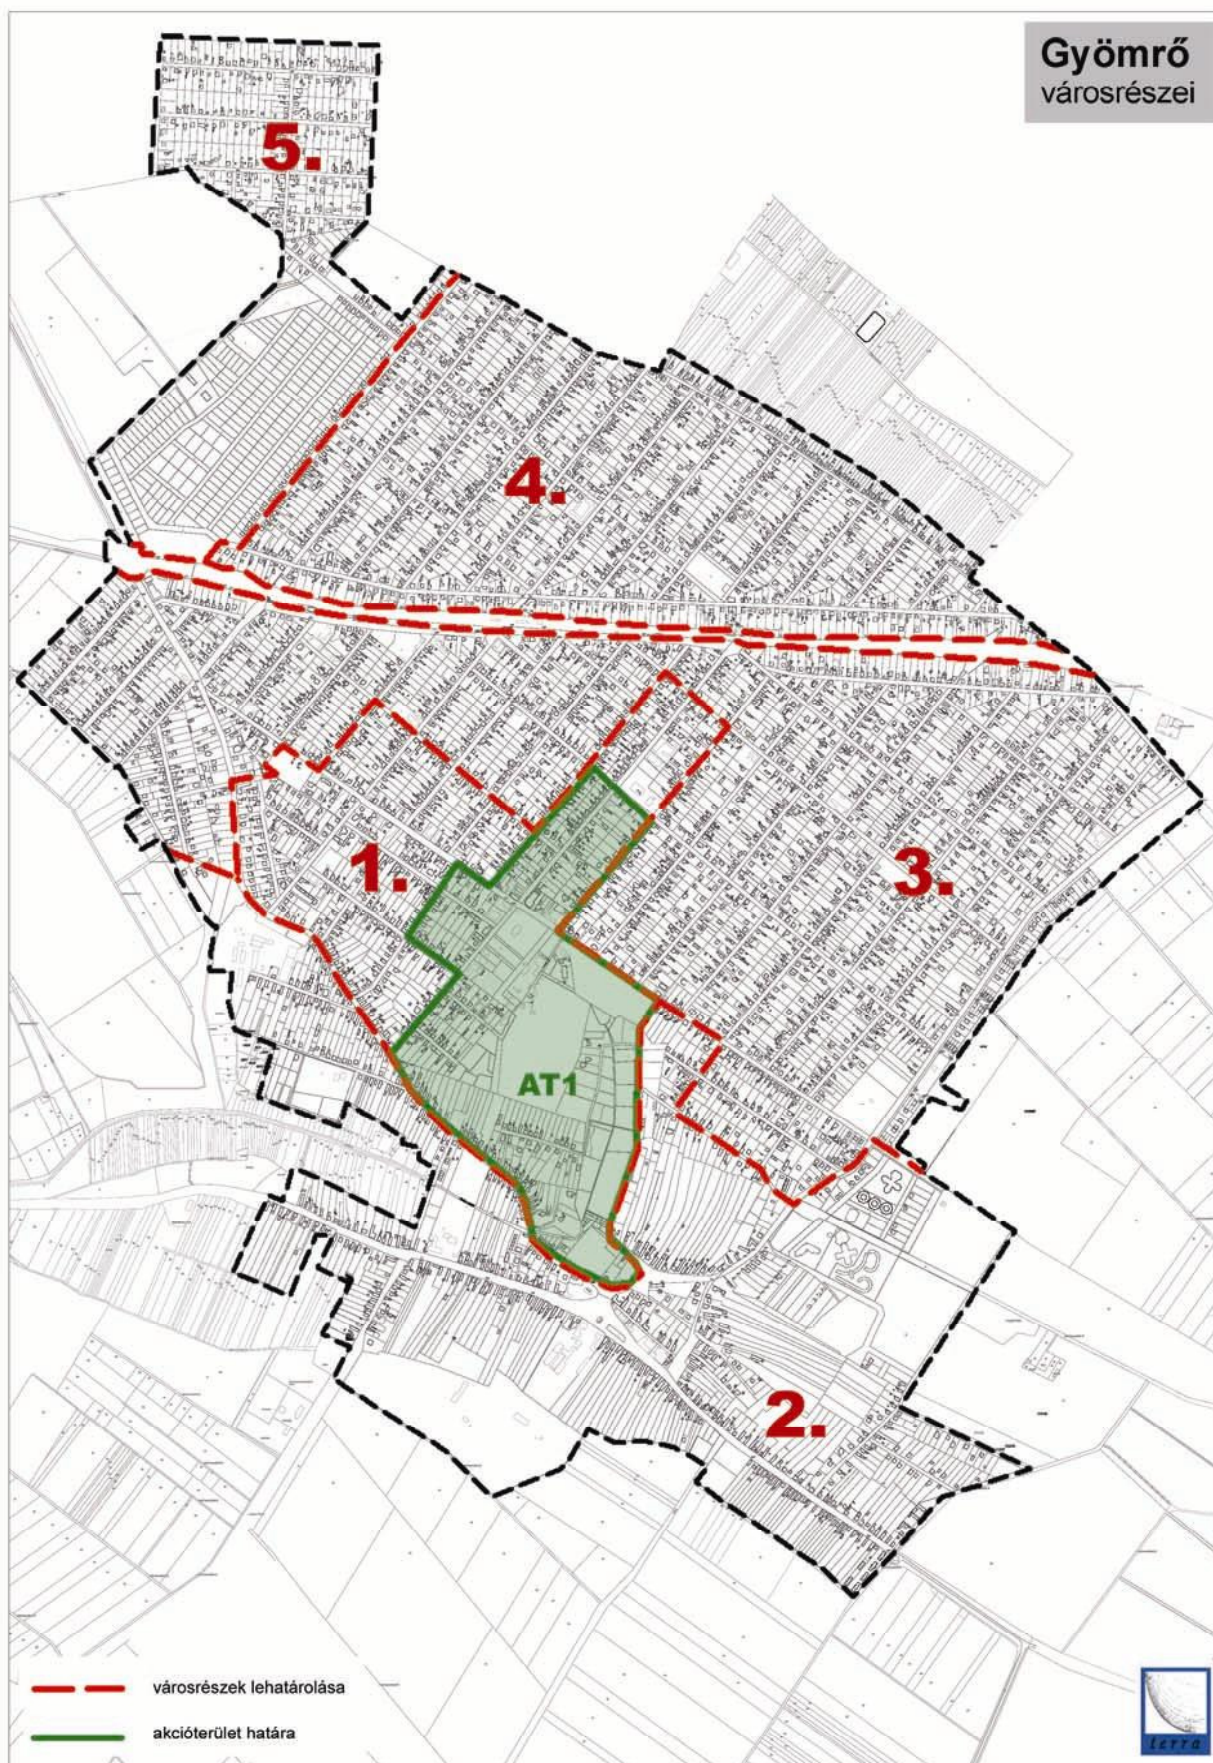 Gyömrő
városrészei
5.
4.
1.
3.
AT1
2.
városrészek lehatárolása
akcióterület határa
terra